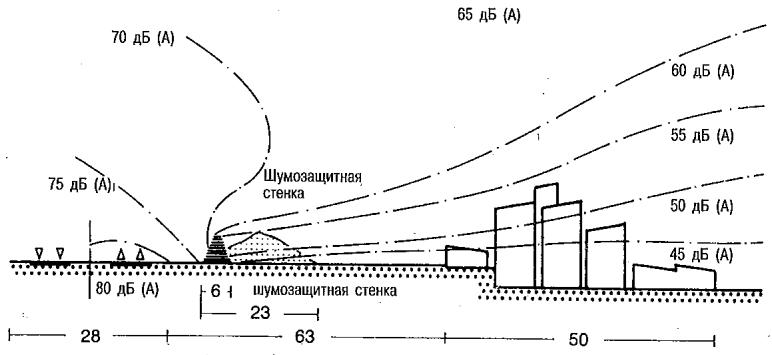 65 дБ (А)
70 дБ (А)
60 дБ (А)
55 дБ (А)
Шумозащитная
стенка
75 дБ (А)
50 дБ (А)
45 дБ (А)
80 дБ (А)
6
шумозащитная стенка
23
28
63
50